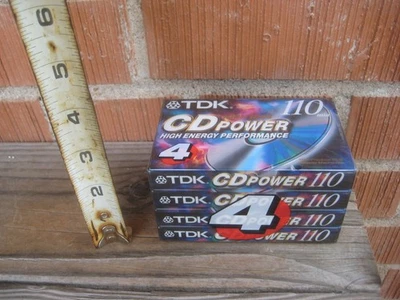 6
5
4
3
2
TDK 110
CD POWER
HIGH ENERGY PERFORMANCE
4
TDK CD POWER 110
TDK CD POWER 110
4
TDK CD POWER 110
TDK CD POWER 110